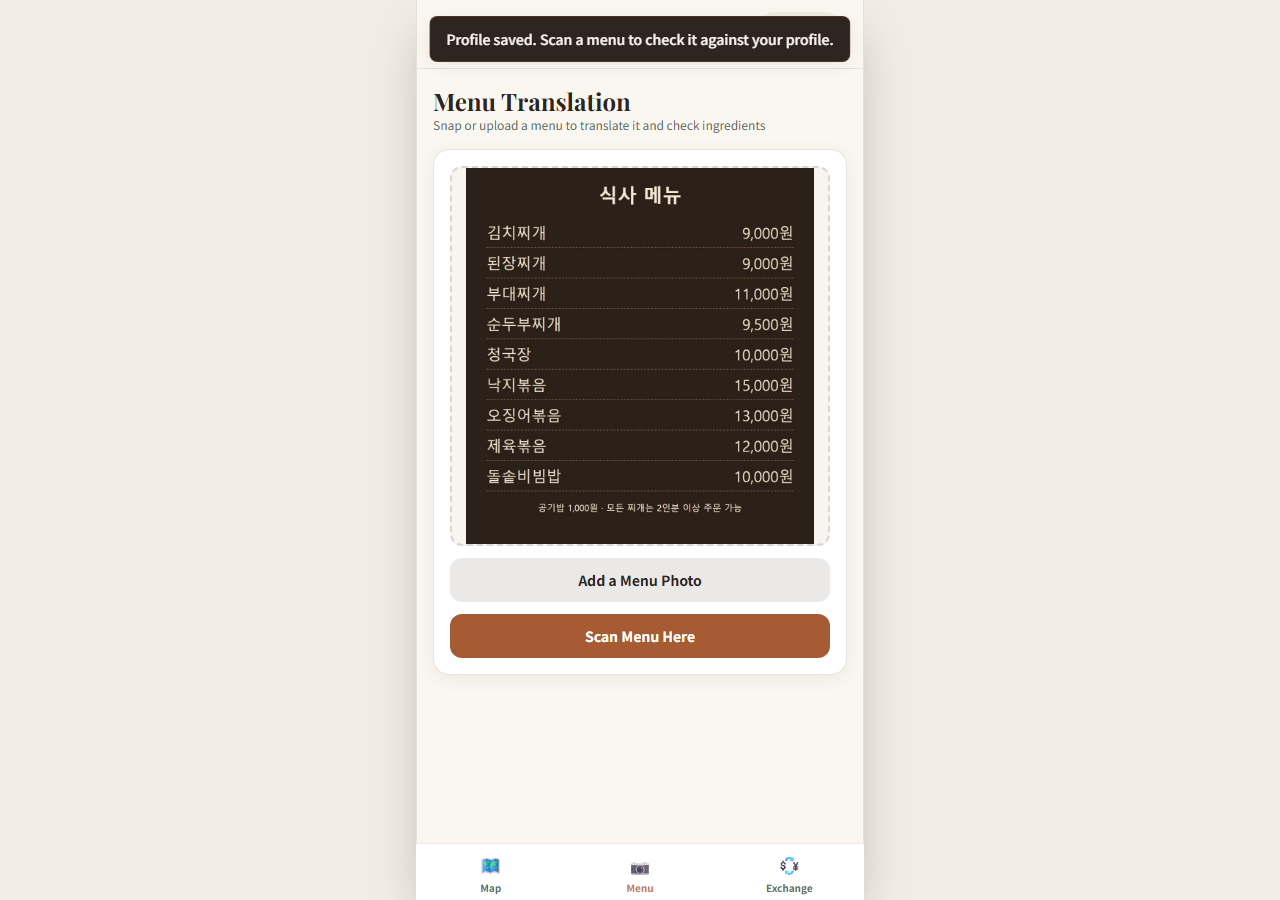 Profile saved. Scan a menu to check it against your profile.
Menu Translation
Snap or upload a menu to translate it and check ingredients
식사 메뉴
김치찌개 9,000원
된장찌개 9,000원
부대찌개 11,000원
순두부찌개 9,500원
청국장 10,000원
낙지볶음 15,000원
오징어볶음 13,000원
제육볶음 12,000원
돌솥비빔밥 10,000원
공기밥 1,000원 · 모든 찌개는 2인분 이상 주문 가능
Add a Menu Photo
Scan Menu Here
Map Menu Exchange